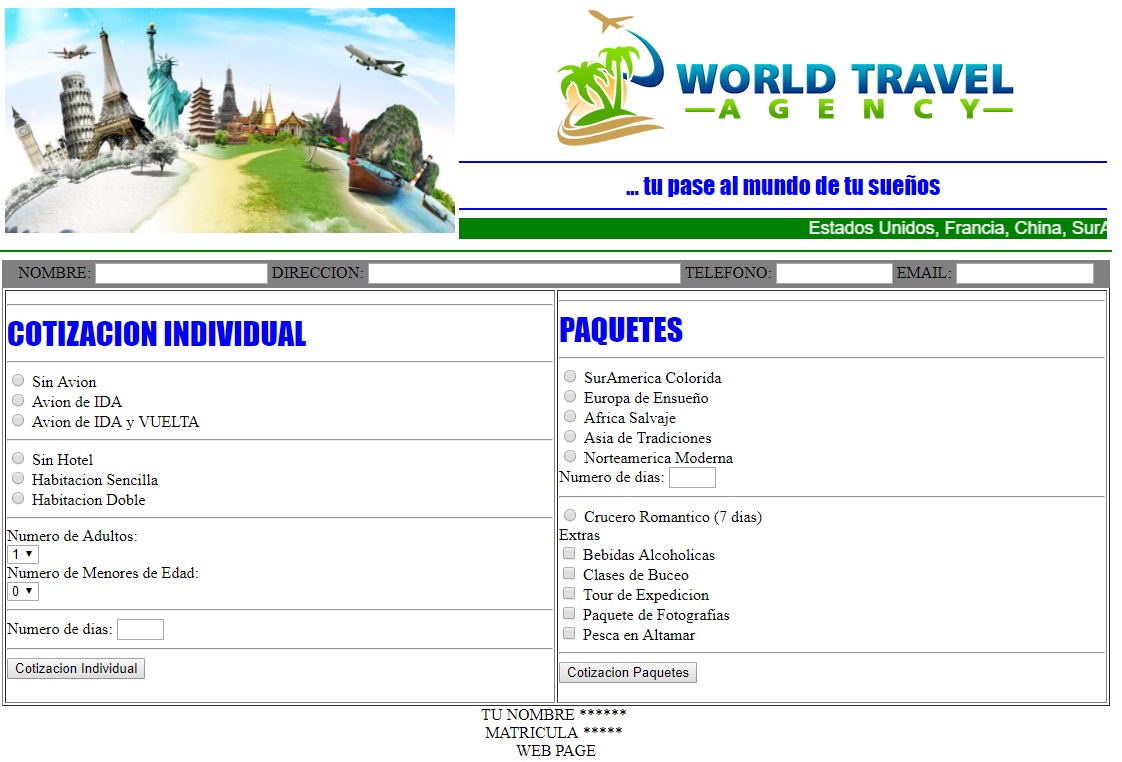 WORLD TRAVEL
AGENCY
... tu pase al mundo de tu sueños
Estados Unidos, Francia, China, SurA
NOMBRE: DIRECCION: TELEFONO: EMAIL:
COTIZACION INDIVIDUAL
Sin Avion
Avion de IDA
Avion de IDA y VUELTA
Sin Hotel
Habitacion Sencilla
Habitacion Doble
Numero de Adultos:
1
Numero de Menores de Edad:
0
Numero de dias:
Cotizacion Individual
PAQUETES
SurAmerica Colorida
Europa de Ensueño
Africa Salvaje
Asia de Tradiciones
Norteamerica Moderna
Numero de dias:
Crucero Romantico (7 dias)
Extras
Bebidas Alcoholicas
Clases de Buceo
Tour de Expedicion
Paquete de Fotografías
Pesca en Altamar
Cotizacion Paquetes
TU NOMBRE ******
MATRICULA *****
WEB PAGE